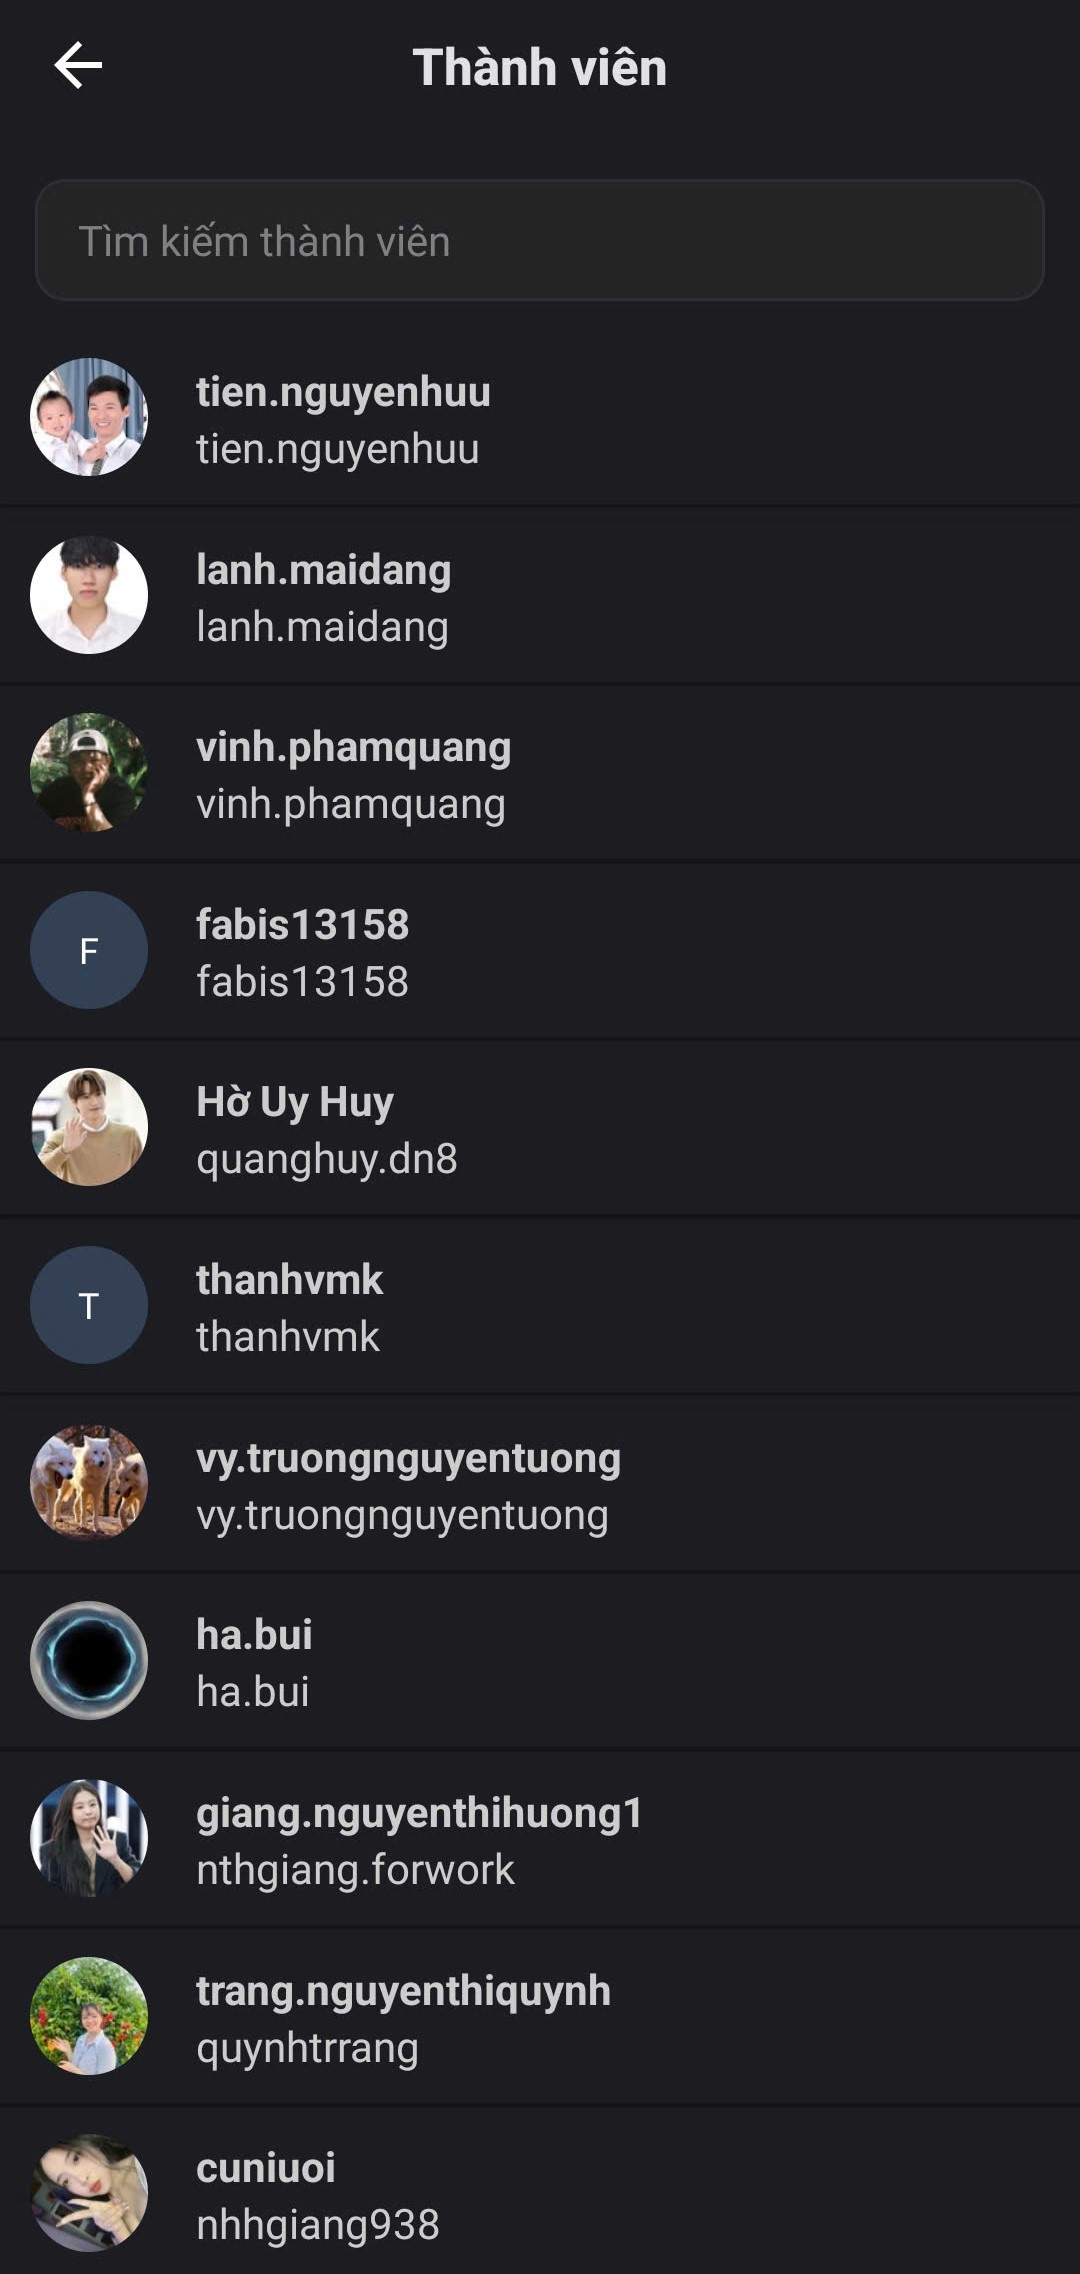 Thành viên
Tìm kiếm thành viên
tien.nguyenhuu
tien.nguyenhuu
lanh.maidang
lanh.maidang
vinh.phamquang
vinh.phamquang
F
fabis13158
fabis13158
Hờ Uy Huy
quanghuy.dn8
T
thanhvmk
thanhvmk
vy.truongnguyentuong
vy.truongnguyentuong
ha.bui
ha.bui
giang.nguyenthihuong1
nthgiang.forwork
trang.nguyenthiquynh
quynhtrrang
cuniuoi
nhhgiang938